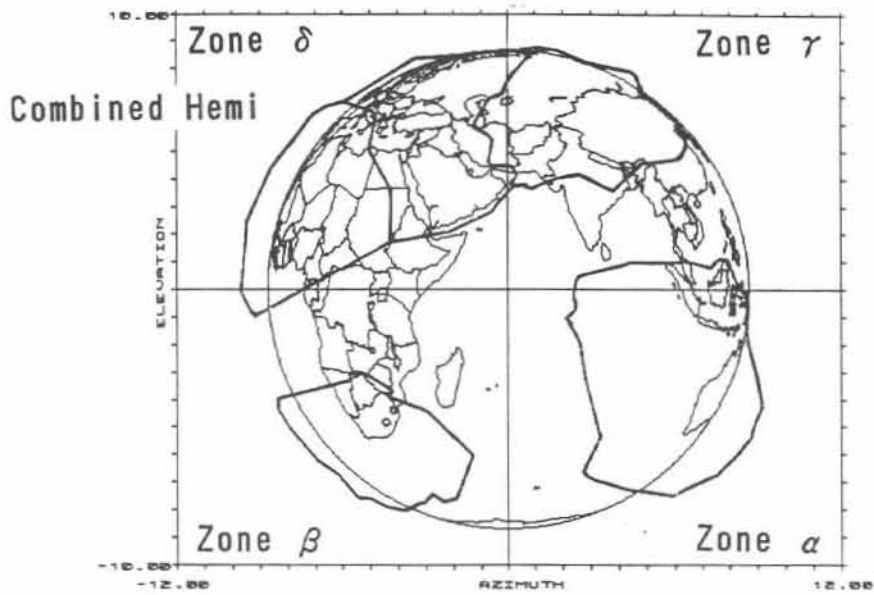 10.00
Zone δ
Zone γ
Combined Hemi
ELEVATION
Zone β
Zone α
-10.00
-12.00
AZIMUTH
12.00